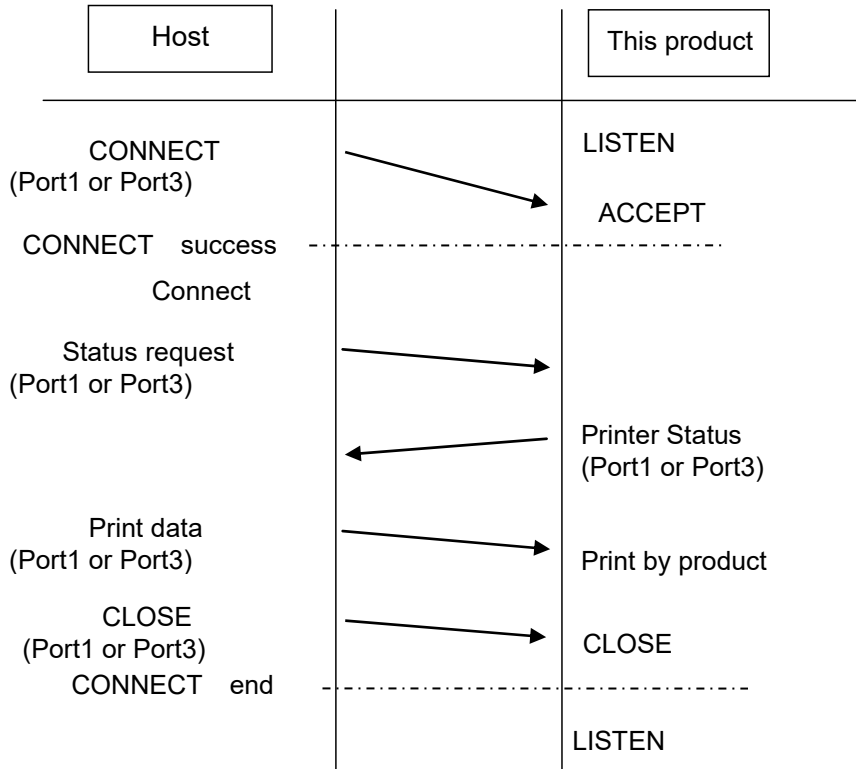 Host
This product
CONNECT
(Port1 or Port3)
LISTEN
ACCEPT
CONNECT success
Connect
Status request
(Port1 or Port3)
Printer Status
(Port1 or Port3)
Print data
(Port1 or Port3)
Print by product
CLOSE
(Port1 or Port3)
CLOSE
CONNECT end
LISTEN